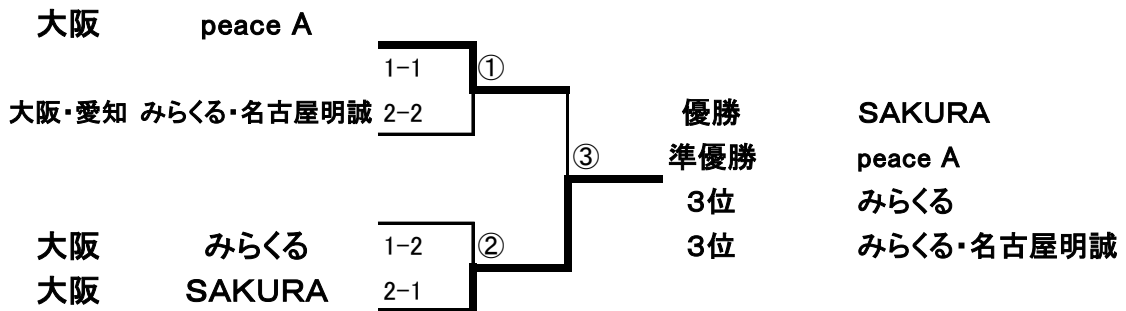 大阪 peace A
1-1 ①
大阪・愛知 みらくる・名古屋明誠 2-2
優勝 SAKURA
③ 準優勝 peace A
3位 みらくる
大阪 みらくる 1-2 ② 3位 みらくる・名古屋明誠
大阪 SAKURA 2-1